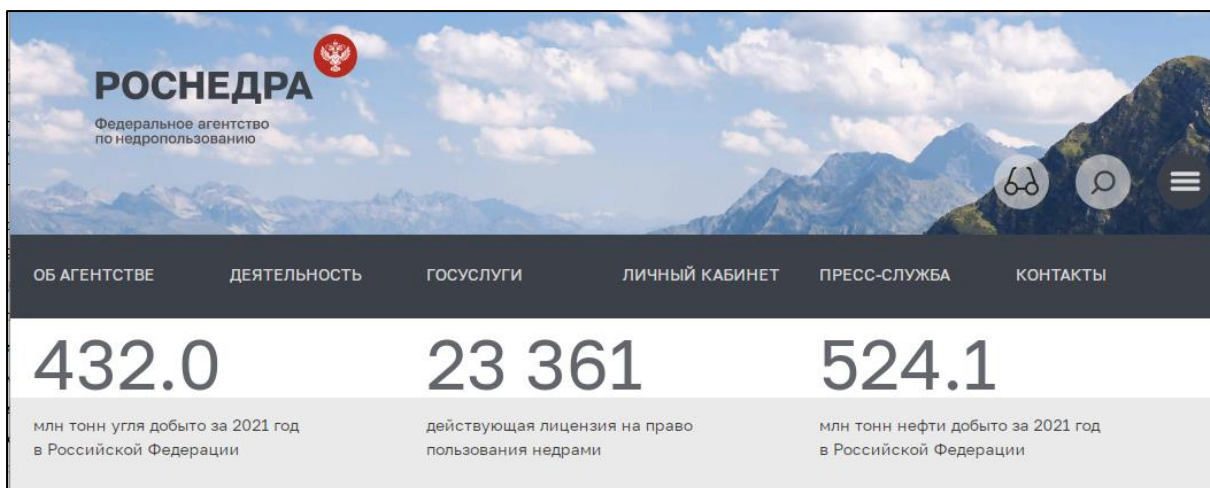 РОСНЕДРА
Федеральное агентство
по недропользованию
ОБ АГЕНТСТВЕ ДЕЯТЕЛЬНОСТЬ ГОСУСЛУГИ ЛИЧНЫЙ КАБИНЕТ ПРЕСС-СЛУЖБА КОНТАКТЫ
432.0 23 361 524.1
млн тонн угля добыто за 2021 год действующая лицензия на право млн тонн нефти добыто за 2021 год
в Российской Федерации пользования недрами в Российской Федерации